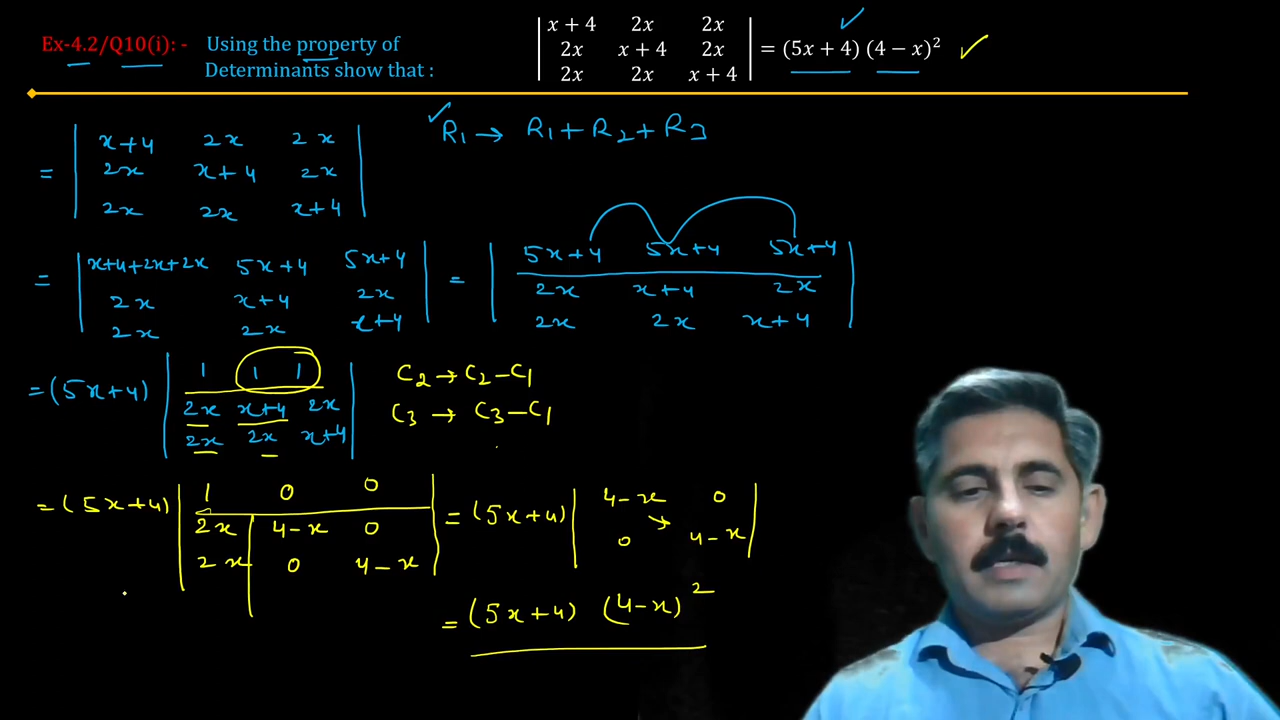 Ex-4.2/Q10(i): - Using the property of Determinants show that :
| x + 4 2x 2x |
| 2x x + 4 2x | = (5x + 4) (4 − x)²
| 2x 2x x + 4 |
R₁ → R₁ + R₂ + R₃
= | x+4 2x 2x |
| 2x x+4 2x |
| 2x 2x x+4 |
= | x+4+2x+2x 5x+4 5x+4 |
| 2x x+4 2x |
| 2x 2x x+4 |
= | 5x+4 5x+4 5x+4 |
| 2x x+4 2x |
| 2x 2x x+4 |
= (5x+4) | 1 1 1 |
| 2x x+4 2x |
| 2x 2x x+4 |
C₂ → C₂ − C₁
C₃ → C₃ − C₁
= (5x+4) | 1 0 0 |
| 2x 4−x 0 |
| 2x 0 4−x |
= (5x+4) | 4−x 0 |
| 0 4−x |
= (5x+4) (4−x)²